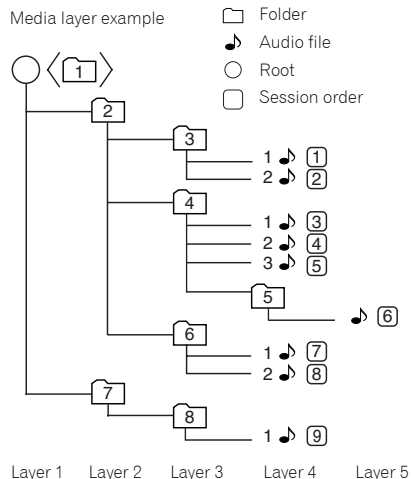 Media layer example
Folder
Audio file
Root
Session order
1
2
3
1 1
2 2
4
1 3
2 4
3 5
5
6
6
1 7
2 8
7
8
1 9
Layer 1 Layer 2 Layer 3 Layer 4 Layer 5